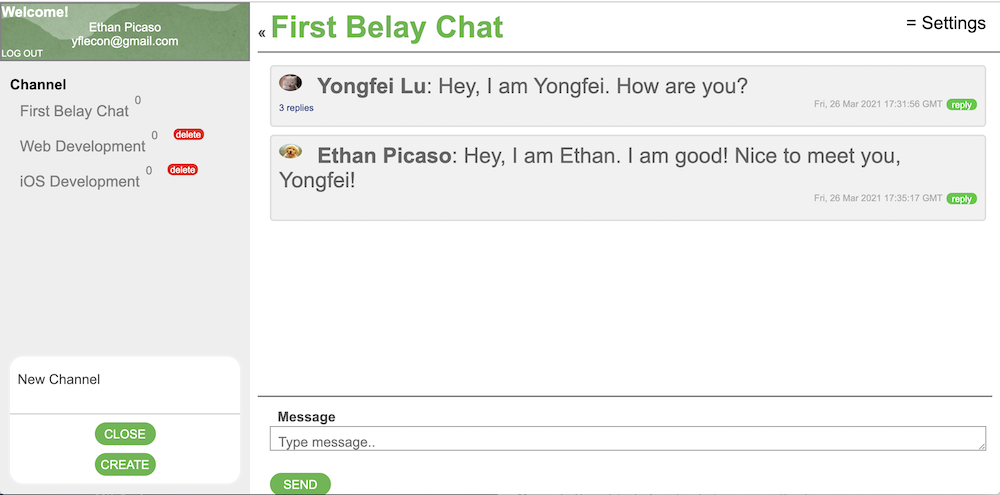 Welcome!
Ethan Picaso
yflecon@gmail.com
LOG OUT
Channel
First Belay Chat 0
Web Development 0 delete
iOS Development 0 delete
New Channel
CLOSE
CREATE
« First Belay Chat
= Settings
Yongfei Lu: Hey, I am Yongfei. How are you?
3 replies
Fri, 26 Mar 2021 17:31:56 GMT reply
Ethan Picaso: Hey, I am Ethan. I am good! Nice to meet you,
Yongfei!
Fri, 26 Mar 2021 17:35:17 GMT reply
Message
Type message..
SEND